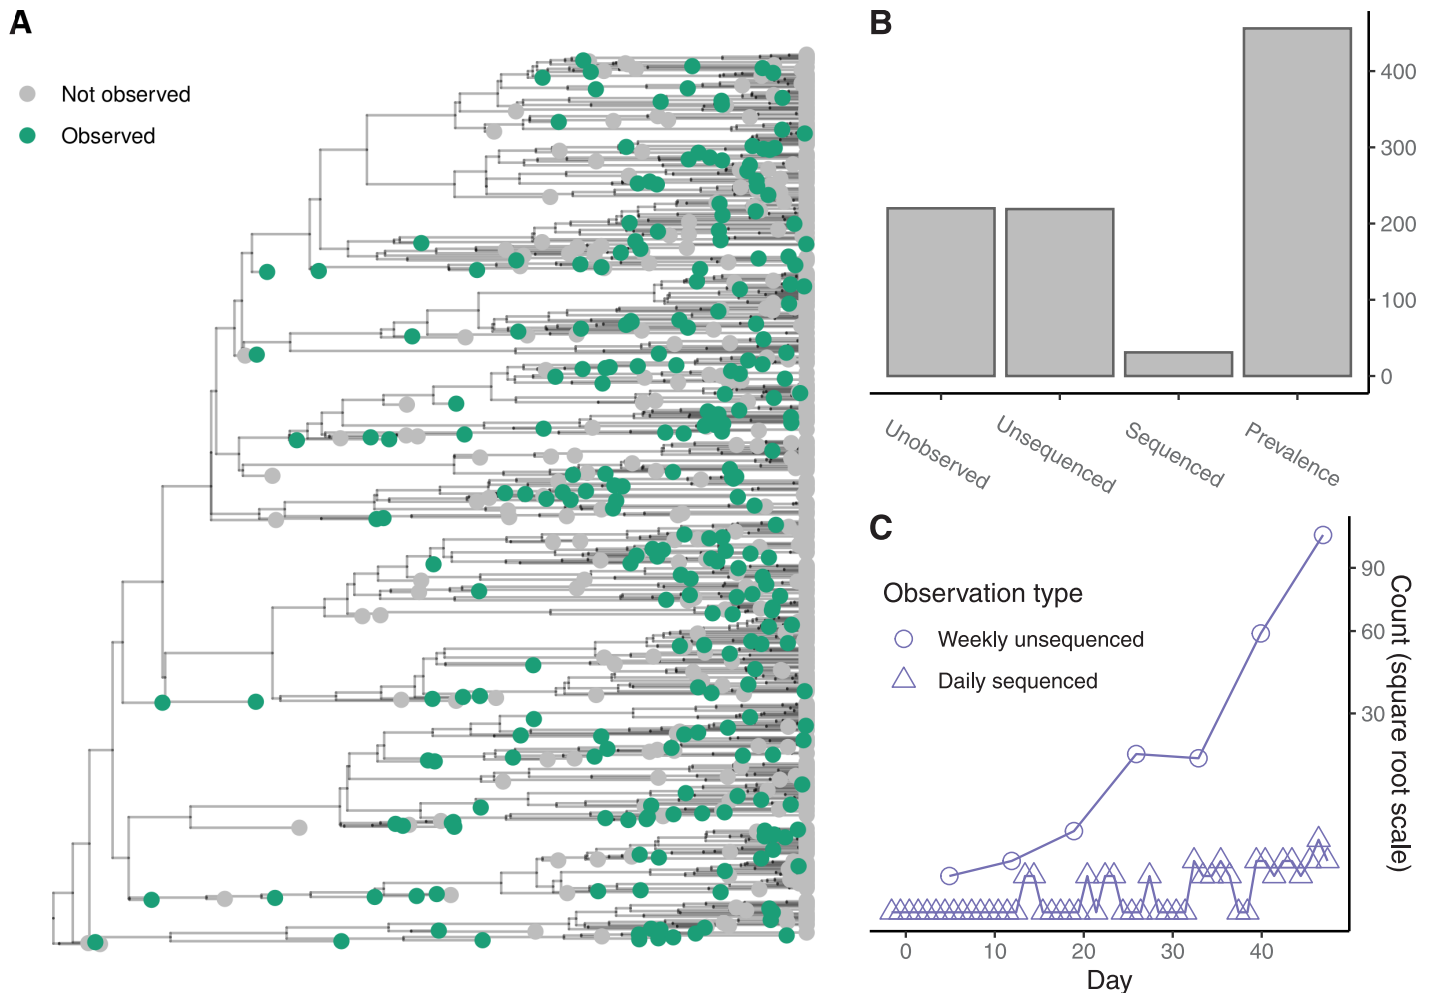 A
Not observed
Observed
B
400
300
200
100
0
Unobserved
Unsequenced
Sequenced
Prevalence
C
Observation type
Weekly unsequenced
Daily sequenced
90
60
30
Count (square root scale)
0 10 20 30 40
Day